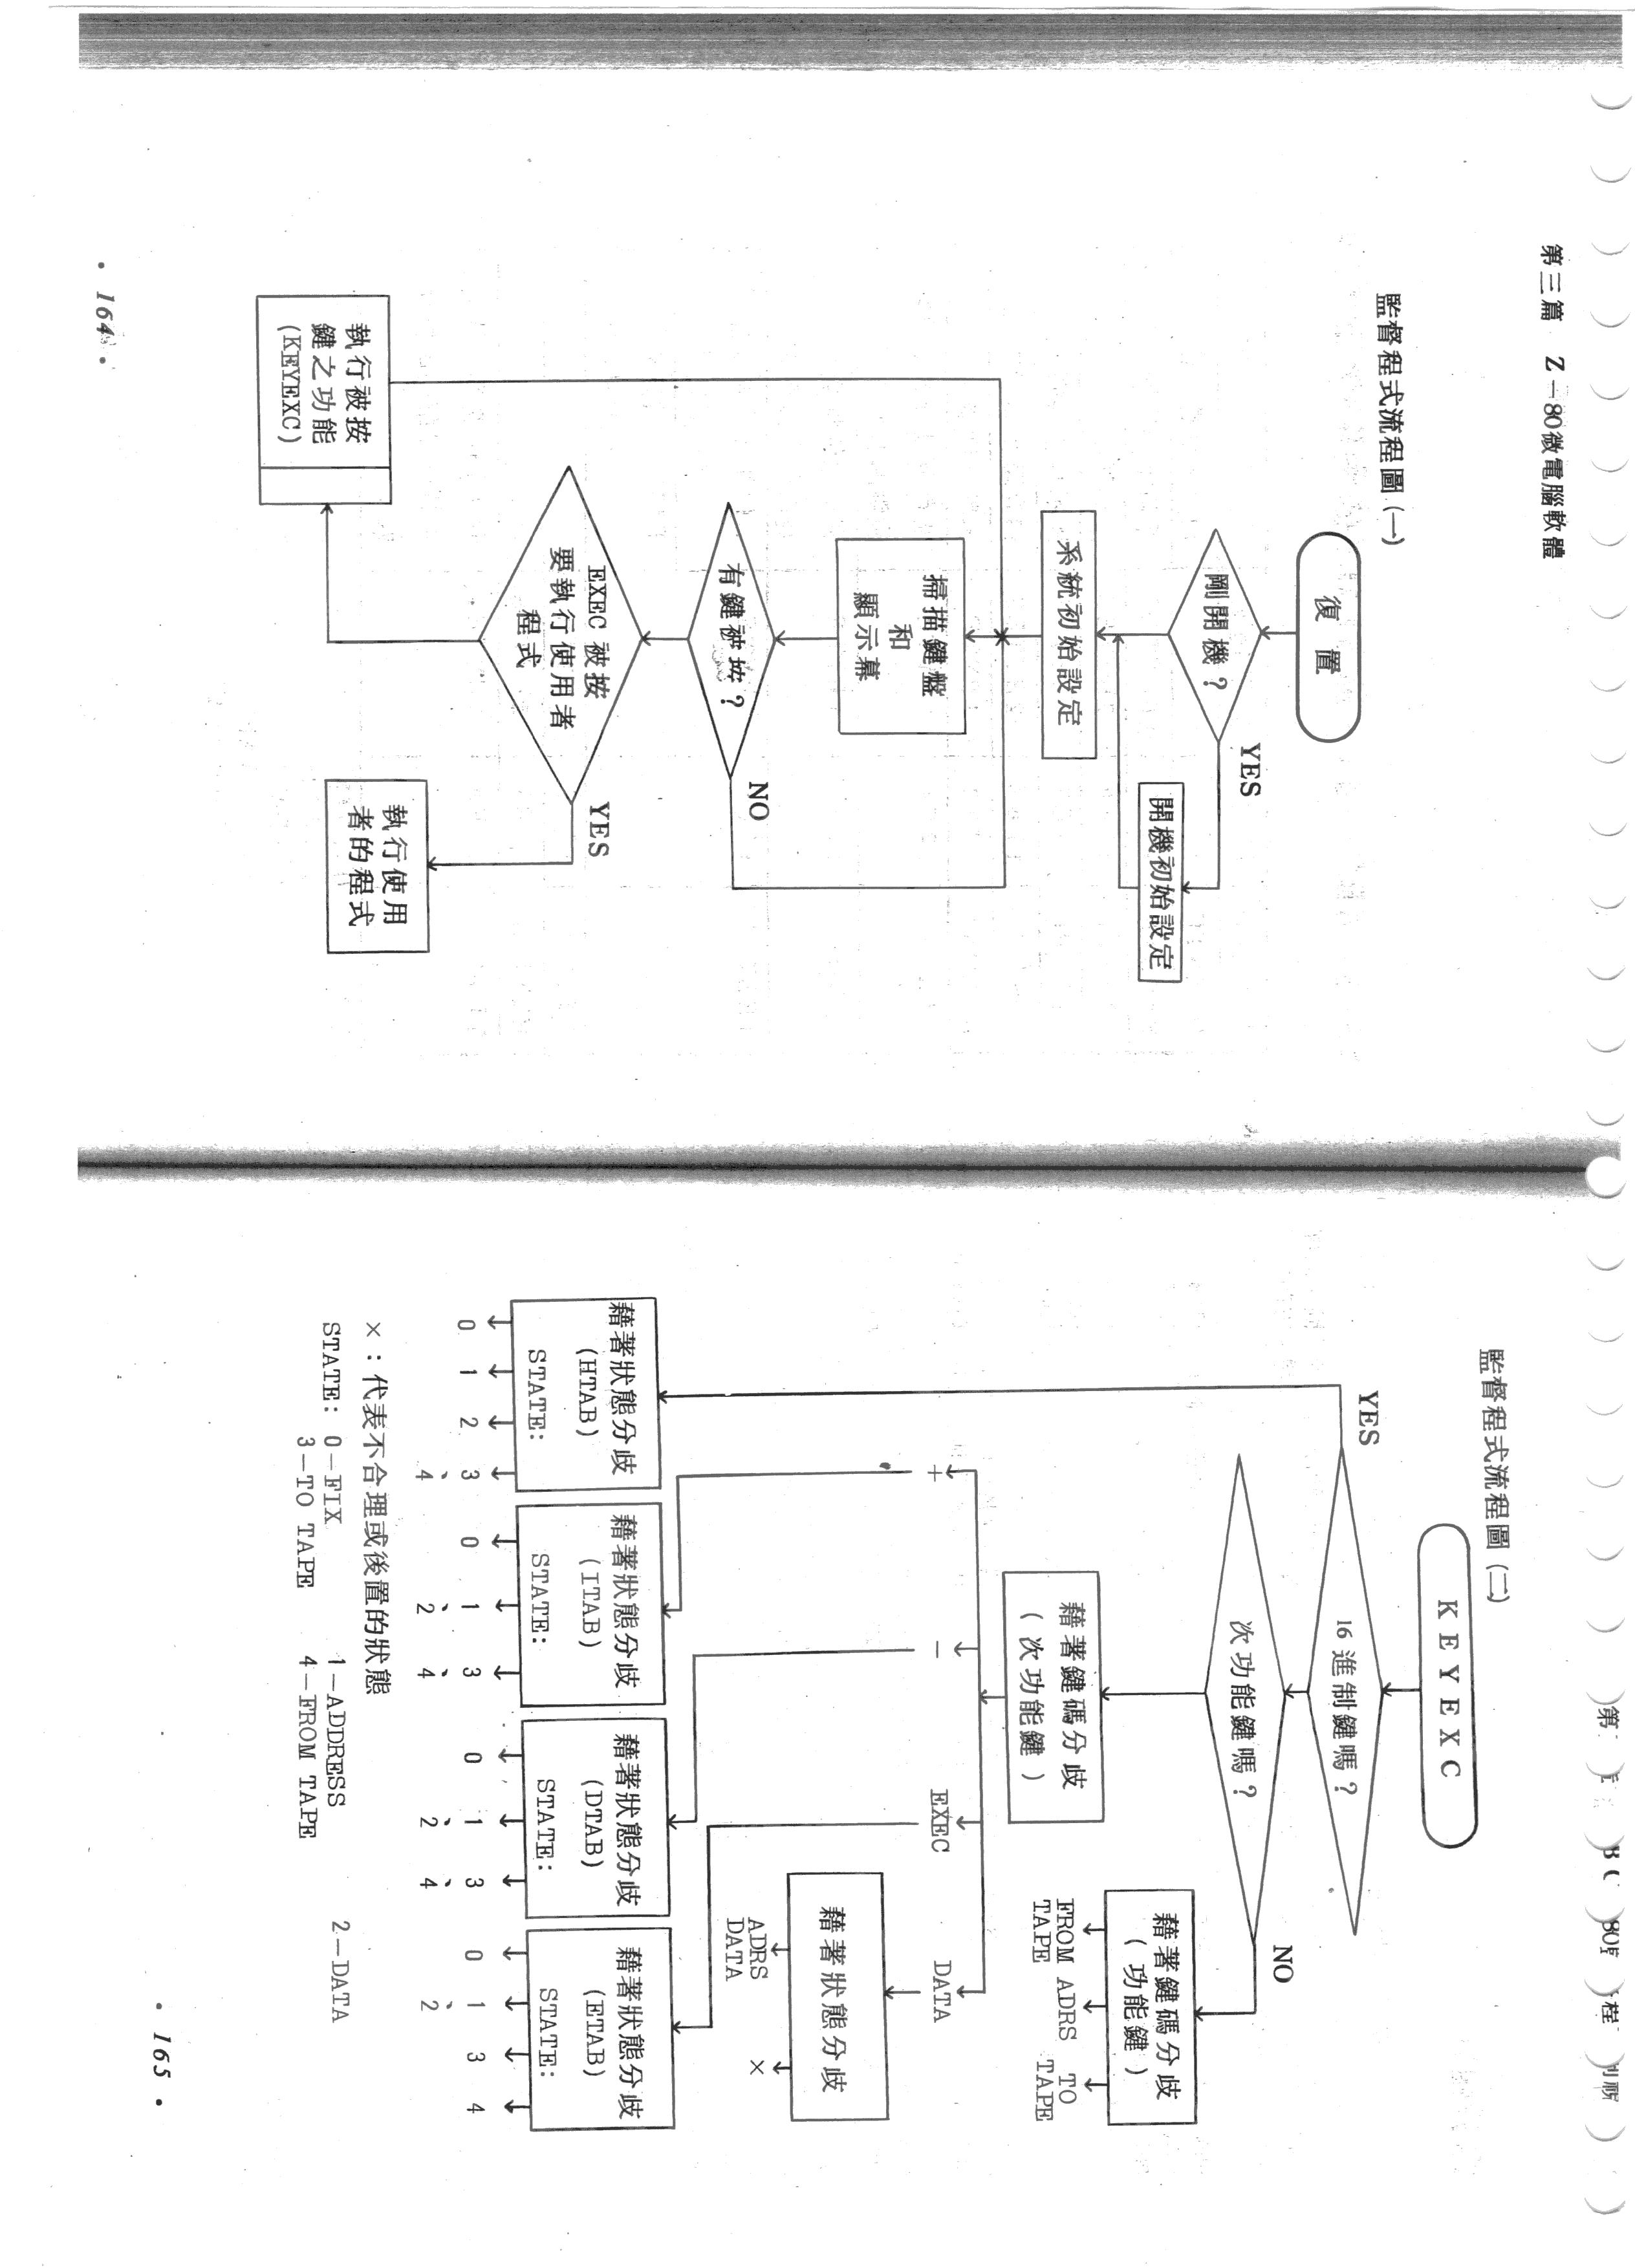 第三篇 Z－80微電腦軟體
監督程式流程圖(一)
復置
剛開機？
YES
開機初始設定
系統初始設定
掃描鍵盤
和
顯示幕
有鍵被按？
NO
EXEC 被按
要執行使用者
程式
YES
執行被按
鍵之功能
(KEYEXC)
執行使用
者的程式
• 164 •
監督程式流程圖(二)
KEYEXC
16進制鍵嗎？
YES
次功能鍵嗎？
NO
藉著鍵碼分歧
(功能鍵)
FROM ADRS TO
TAPE TAPE
藉著鍵碼分歧
(次功能鍵)
+ － EXEC DATA
藉著狀態分歧
ADRS
DATA
×
藉著狀態分歧
(HTAB)
STATE:
0 1 2 3、4
藉著狀態分歧
(ITAB)
STATE:
0 1、2 3、4
藉著狀態分歧
(DTAB)
STATE:
0 1、2 3、4
藉著狀態分歧
(ETAB)
STATE:
0 1、2 3 4
×：代表不合理或後置的狀態
STATE: 0－FIX 1－ADDRESS 2－DATA
3－TO TAPE 4－FROM TAPE
• 165 •